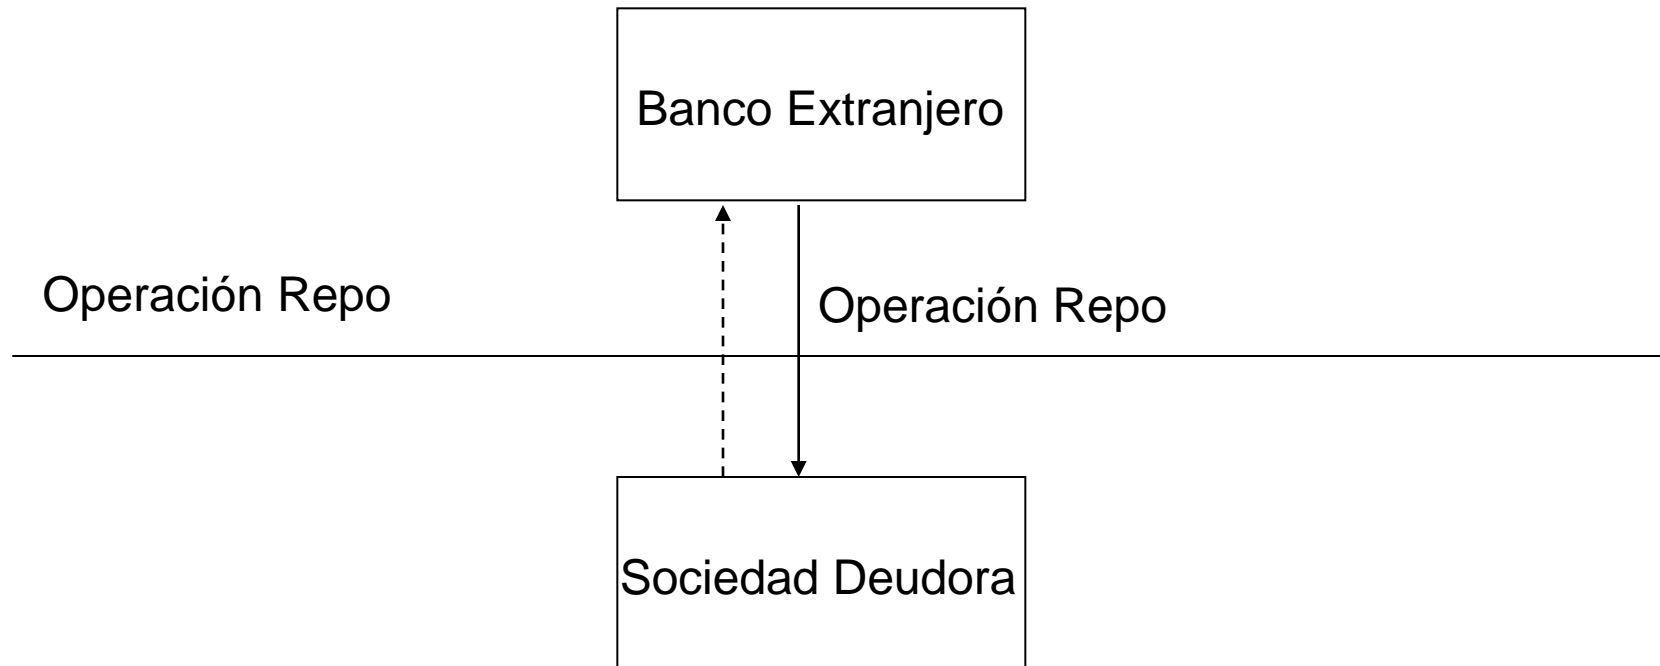 Banco Extranjero
Operación Repo
Operación Repo
Sociedad Deudora